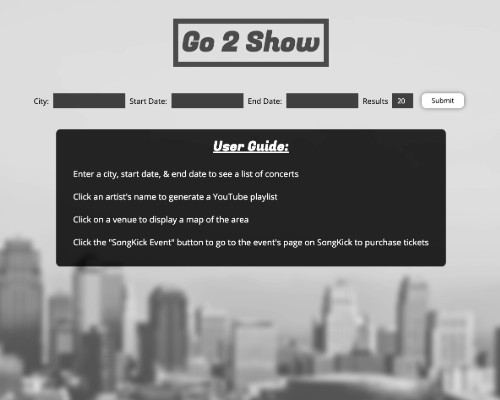 Go 2 Show
City: Start Date: End Date: Results 20 Submit
User Guide:
Enter a city, start date, & end date to see a list of concerts
Click an artist's name to generate a YouTube playlist
Click on a venue to display a map of the area
Click the "SongKick Event" button to go to the event's page on SongKick to purchase tickets